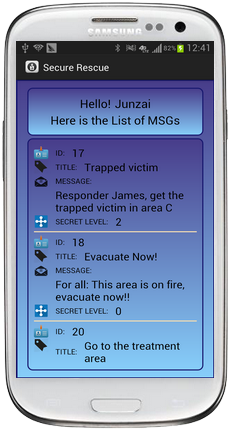 SAMSUNG
82% 12:41
Secure Rescue
Hello! Junzai
Here is the List of MSGs
ID: 17
TITLE: Trapped victim
MESSAGE:
Responder James, get the
trapped victim in area C
SECRET LEVEL: 2
ID: 18
TITLE: Evacuate Now!
MESSAGE:
For all: This area is on fire,
evacuate now!!
SECRET LEVEL: 0
ID: 20
TITLE: Go to the treatment
area